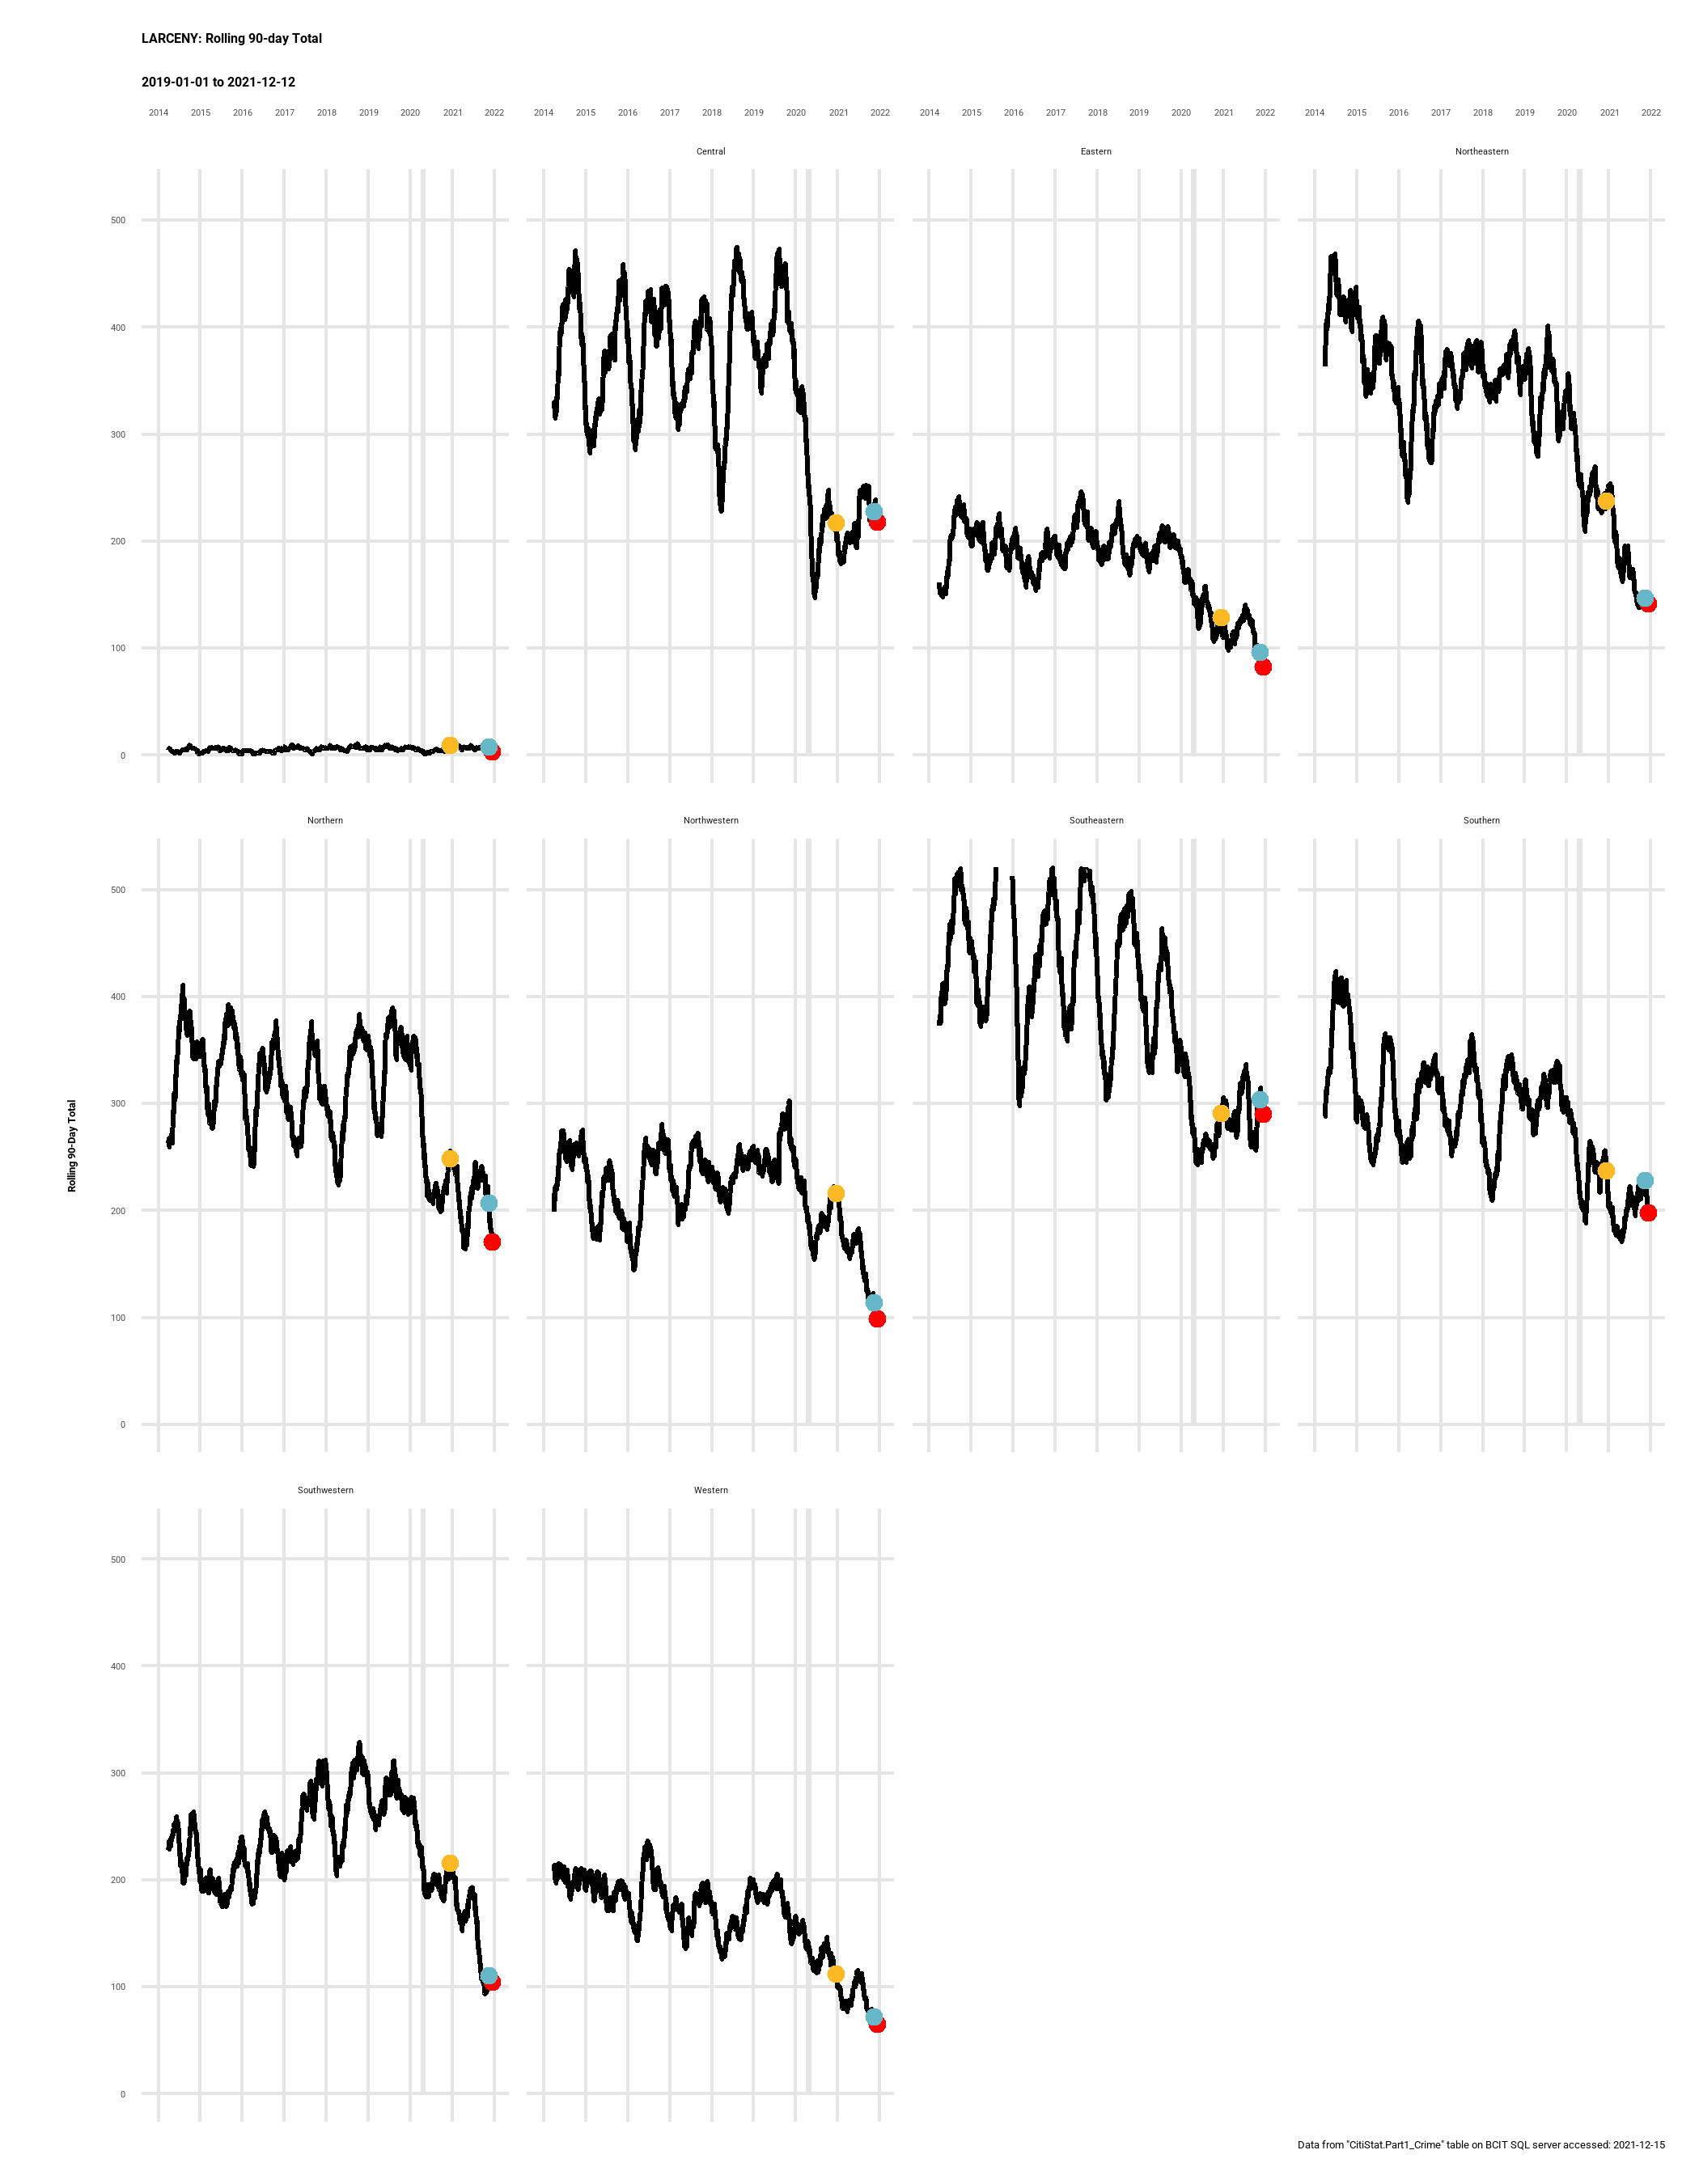 LARCENY: Rolling 90-day Total
2019-01-01 to 2021-12-12
2014 2015 2016 2017 2018 2019 2020 2021 2022 2014 2015 2016 2017 2018 2019 2020 2021 2022 2014 2015 2016 2017 2018 2019 2020 2021 2022 2014 2015 2016 2017 2018 2019 2020 2021 2022
Central Eastern Northeastern
500
400
300
200
100
0
Northern Northwestern Southeastern Southern
500
400
300
200
100
0
Rolling 90-Day Total
Southwestern Western
500
400
300
200
100
0
Data from "CitiStat.Part1_Crime" table on BCIT SQL server accessed: 2021-12-15